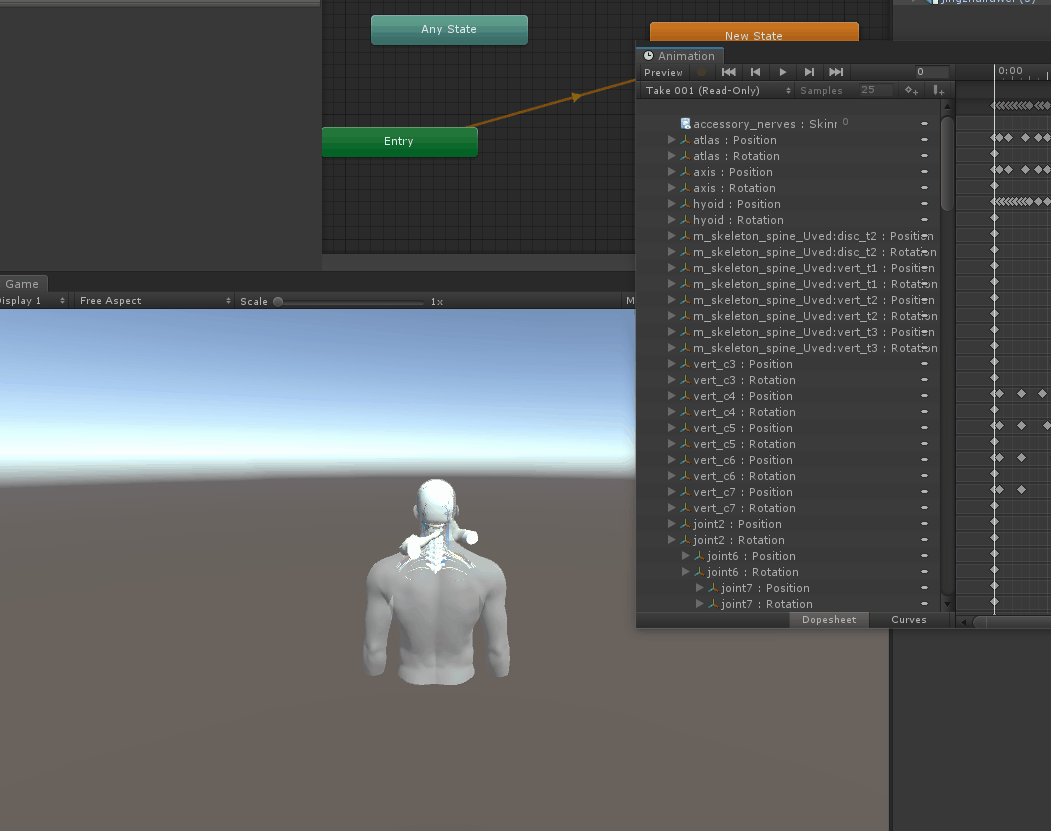 Any State
New State
Entry
Animation
Preview
0
0:00
Take 001 (Read-Only)
Samples
25
accessory_nerves : Skinr 0
atlas : Position
atlas : Rotation
axis : Position
axis : Rotation
hyoid : Position
hyoid : Rotation
m_skeleton_spine_Uved:disc_t2 : Position
m_skeleton_spine_Uved:disc_t2 : Rotation
m_skeleton_spine_Uved:vert_t1 : Position
m_skeleton_spine_Uved:vert_t1 : Rotation
m_skeleton_spine_Uved:vert_t2 : Position
m_skeleton_spine_Uved:vert_t2 : Rotation
m_skeleton_spine_Uved:vert_t3 : Position
m_skeleton_spine_Uved:vert_t3 : Rotation
vert_c3 : Position
vert_c3 : Rotation
vert_c4 : Position
vert_c4 : Rotation
vert_c5 : Position
vert_c5 : Rotation
vert_c6 : Position
vert_c6 : Rotation
vert_c7 : Position
vert_c7 : Rotation
joint2 : Position
joint2 : Rotation
joint6 : Position
joint6 : Rotation
joint7 : Position
joint7 : Rotation
Dopesheet
Curves
Game
isplay 1
Free Aspect
Scale
1x
M